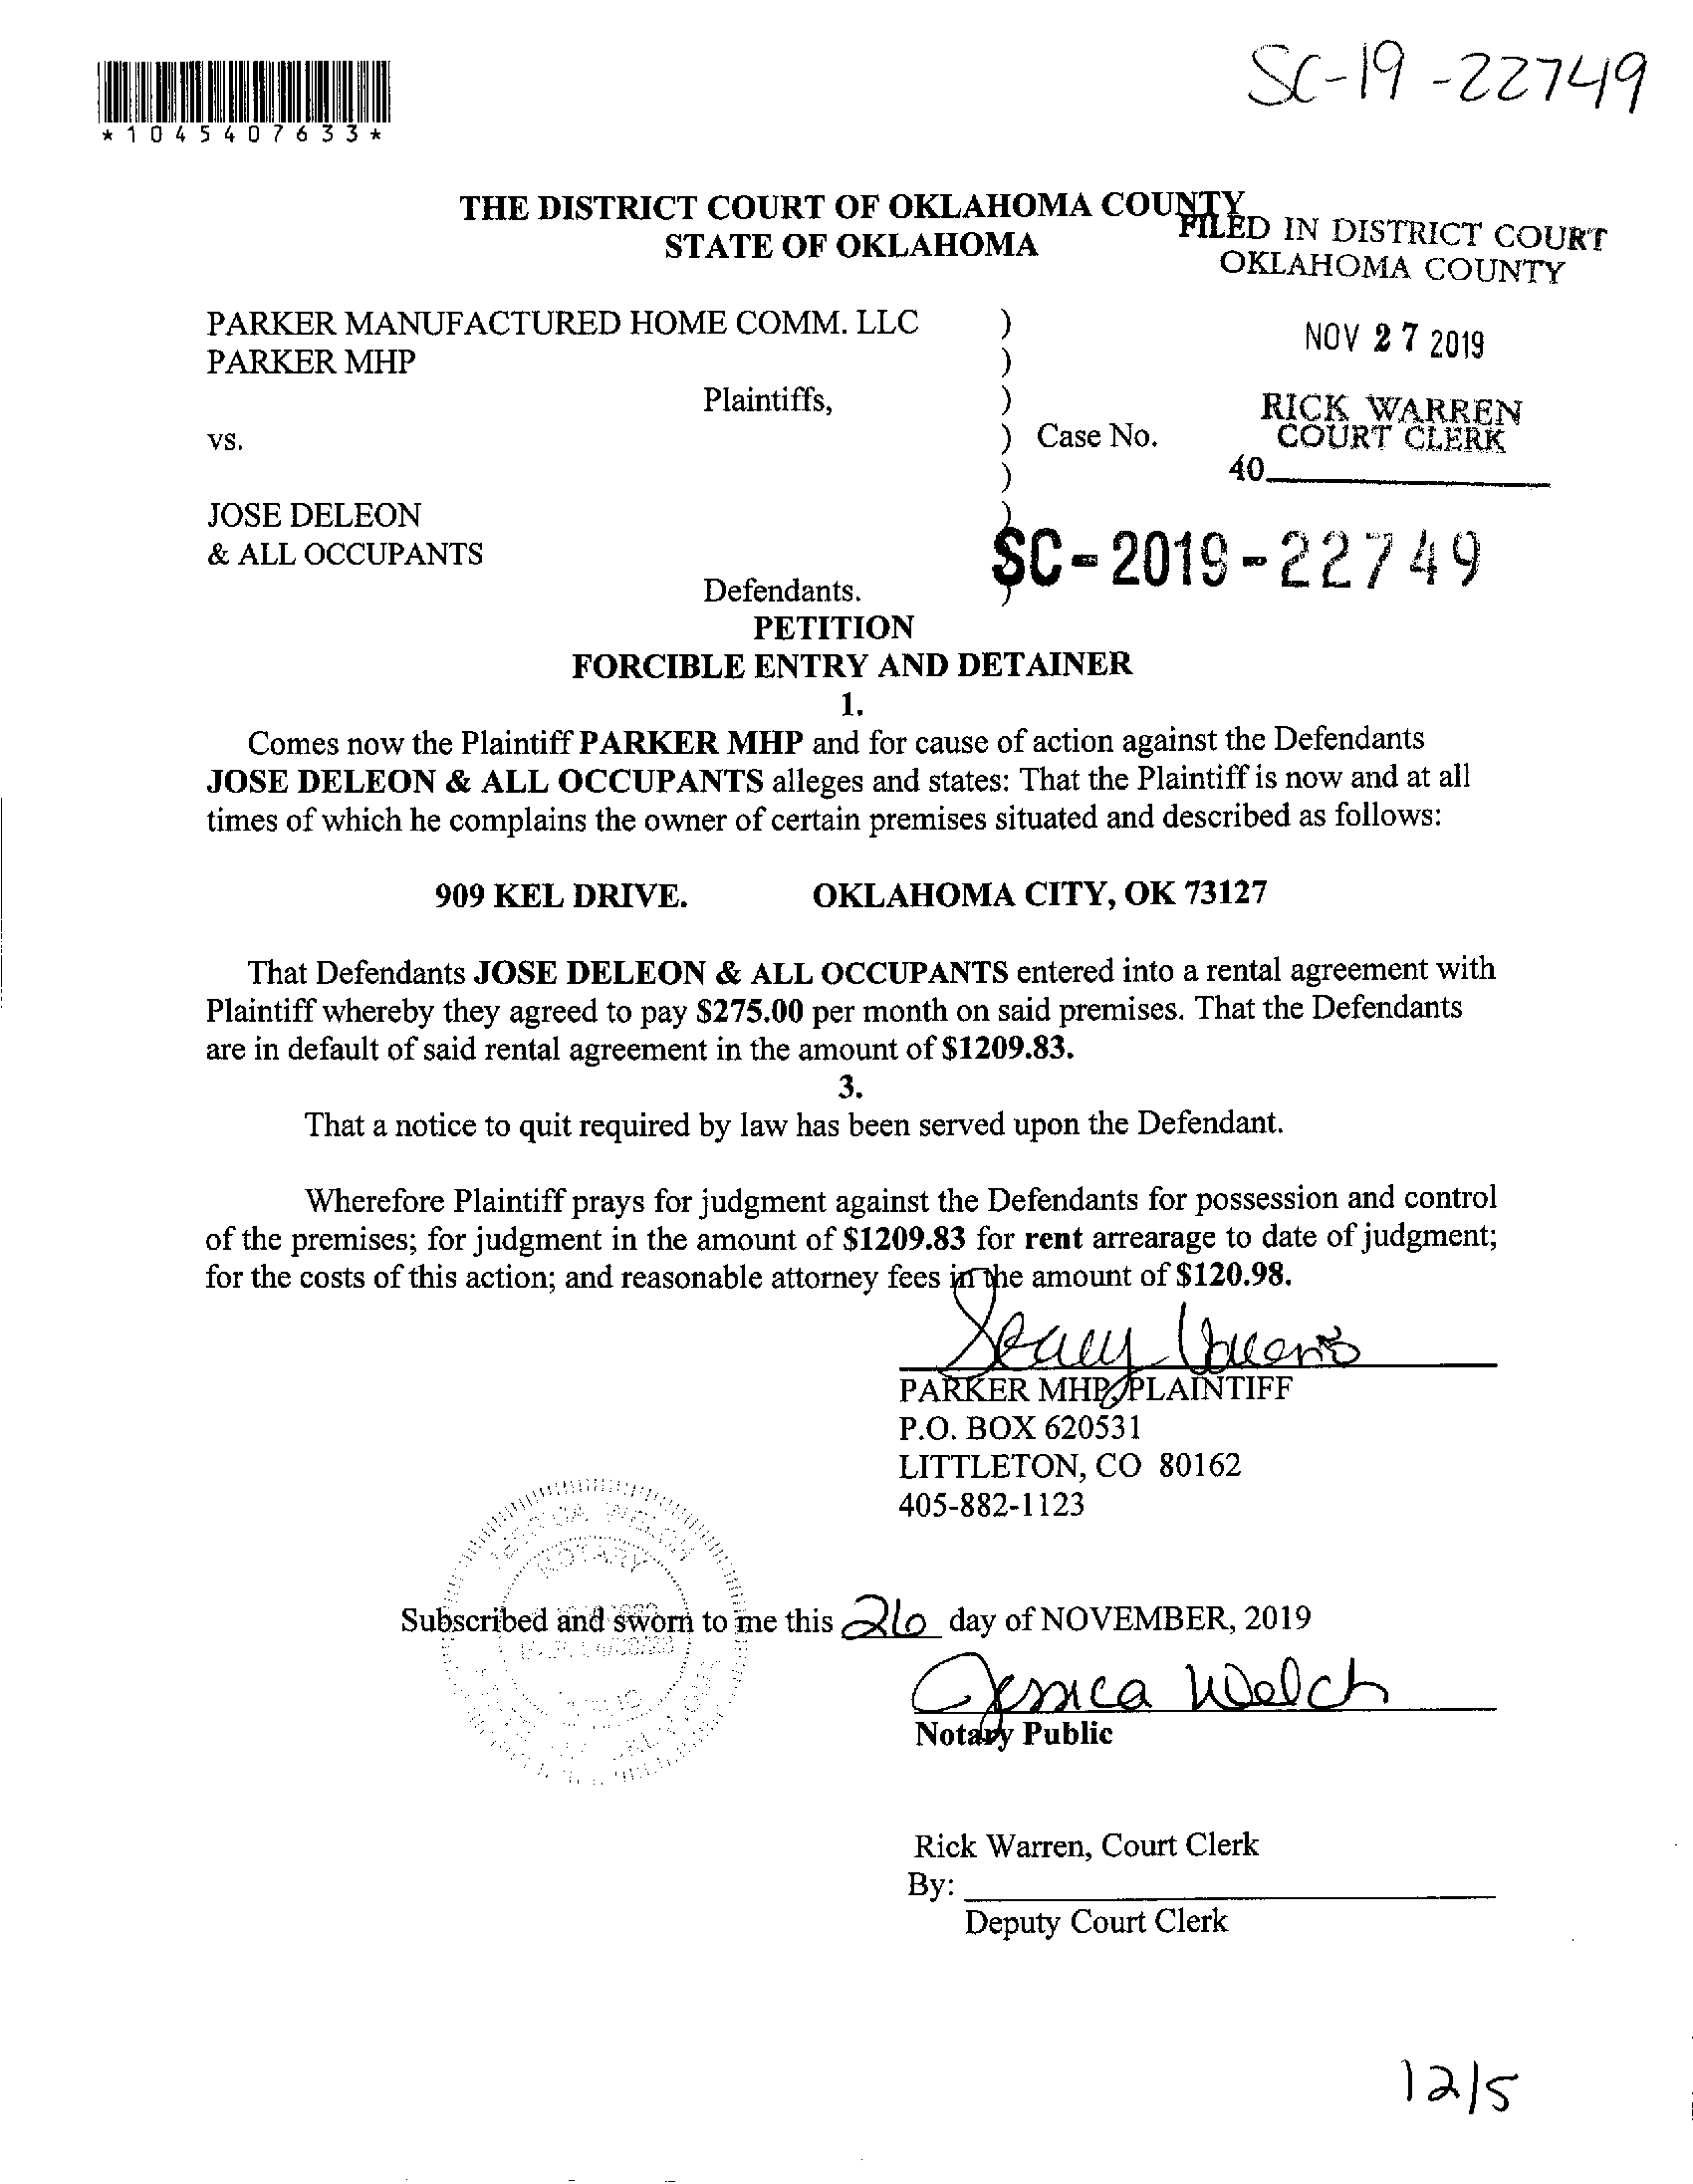 SC-19-22749
*1045407633*
THE DISTRICT COURT OF OKLAHOMA COUNTY
STATE OF OKLAHOMA
FILED IN DISTRICT COURT
OKLAHOMA COUNTY
PARKER MANUFACTURED HOME COMM. LLC )
PARKER MHP )
NOV 27 2019
Plaintiffs, )
RICK WARREN
COURT CLERK
vs. ) Case No.
)
40
JOSE DELEON )
& ALL OCCUPANTS
SC-2019-22749
Defendants. )
PETITION
FORCIBLE ENTRY AND DETAINER
1.
Comes now the Plaintiff PARKER MHP and for cause of action against the Defendants
JOSE DELEON & ALL OCCUPANTS alleges and states: That the Plaintiff is now and at all
times of which he complains the owner of certain premises situated and described as follows:
909 KEL DRIVE. OKLAHOMA CITY, OK 73127
That Defendants JOSE DELEON & ALL OCCUPANTS entered into a rental agreement with
Plaintiff whereby they agreed to pay $275.00 per month on said premises. That the Defendants
are in default of said rental agreement in the amount of $1209.83.
3.
That a notice to quit required by law has been served upon the Defendant.
Wherefore Plaintiff prays for judgment against the Defendants for possession and control
of the premises; for judgment in the amount of $1209.83 for rent arrearage to date of judgment;
for the costs of this action; and reasonable attorney fees in the amount of $120.98.
PARKER MHP, PLAINTIFF
P.O. BOX 620531
LITTLETON, CO 80162
405-882-1123
WELCH
NOTARY
Subscribed and sworn to me this 26 day of NOVEMBER, 2019
Jessica Welch
Notary Public
Rick Warren, Court Clerk
By:
Deputy Court Clerk
12/5